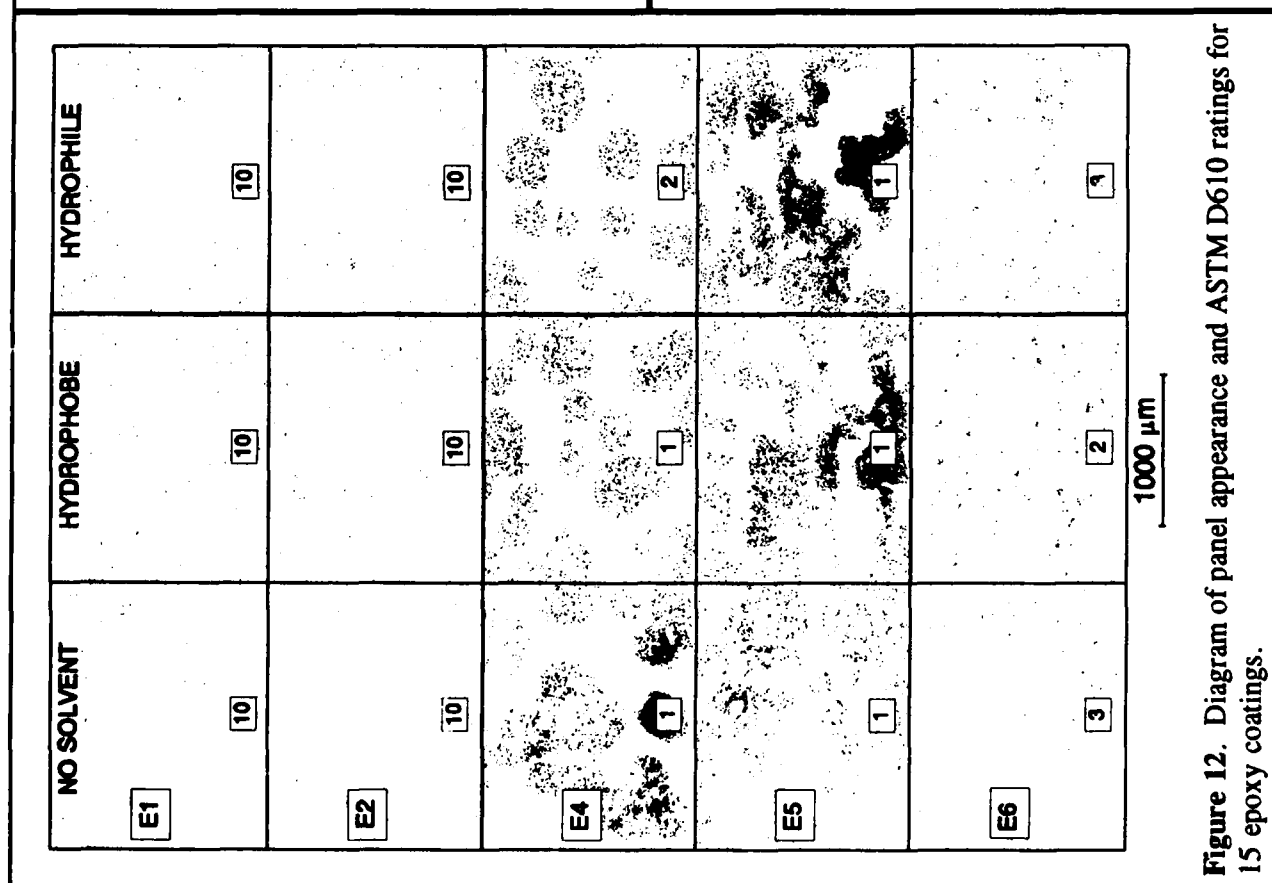 NO SOLVENT HYDROPHOBE HYDROPHILE
E1
10 10 10
E2
10 10 10
E4
1 1 2
E5
1 1 1
E6
3 2
1000 μm
Figure 12. Diagram of panel appearance and ASTM D610 ratings for
15 epoxy coatings.